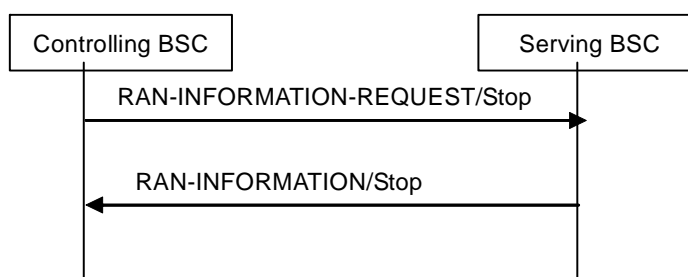 Controlling BSC
Serving BSC
RAN-INFORMATION-REQUEST/Stop
RAN-INFORMATION/Stop